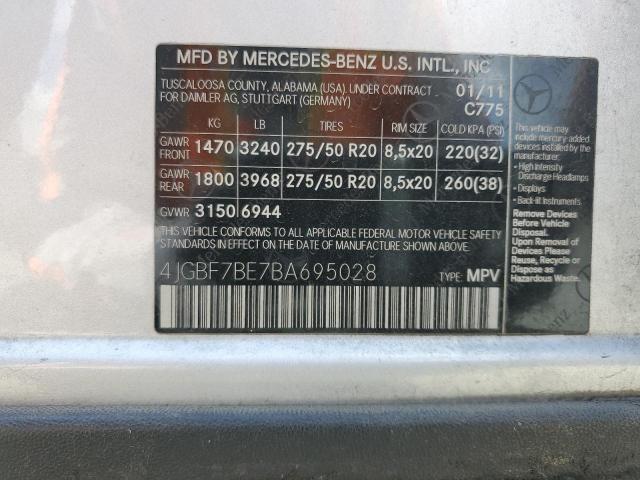 MFD BY MERCEDES-BENZ U.S. INTL., INC
TUSCALOOSA COUNTY, ALABAMA (USA), UNDER CONTRACT 01/11
FOR DAIMLER AG, STUTTGART (GERMANY) C775
KG LB TIRES RIM SIZE COLD KPA (PSI)
GAWR FRONT 1470 3240 275/50 R20 8,5x20 220(32)
GAWR REAR 1800 3968 275/50 R20 8,5x20 260(38)
GVWR 3150 6944
THIS VEHICLE CONFORMS TO ALL APPLICABLE FEDERAL MOTOR VEHICLE SAFETY
STANDARDS IN EFFECT ON THE DATE OF MANUFACTURE SHOWN ABOVE.
4JGBF7BE7BA695028 TYPE: MPV
This vehicle may
include mercury added
devices installed by the
manufacturer:
- High Intensity
Discharge Headlamps
- Displays
- Back-lit Instruments
Remove Devices
Before Vehicle
Disposal.
Upon Removal of
Devices Please
Reuse, Recycle or
Dispose as
Hazardous Waste.